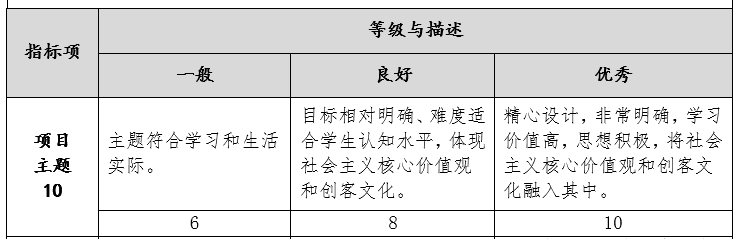 指标项
等级与描述
一般
良好
优秀
项目
主题
10
主题符合学习和生活
实际。
目标相对明确、难度适
合学生认知水平，体现
社会主义核心价值观
和创客文化。
精心设计，非常明确，学习
价值高，思想积极，将社会
主义核心价值观和创客文
化融入其中。
6
8
10